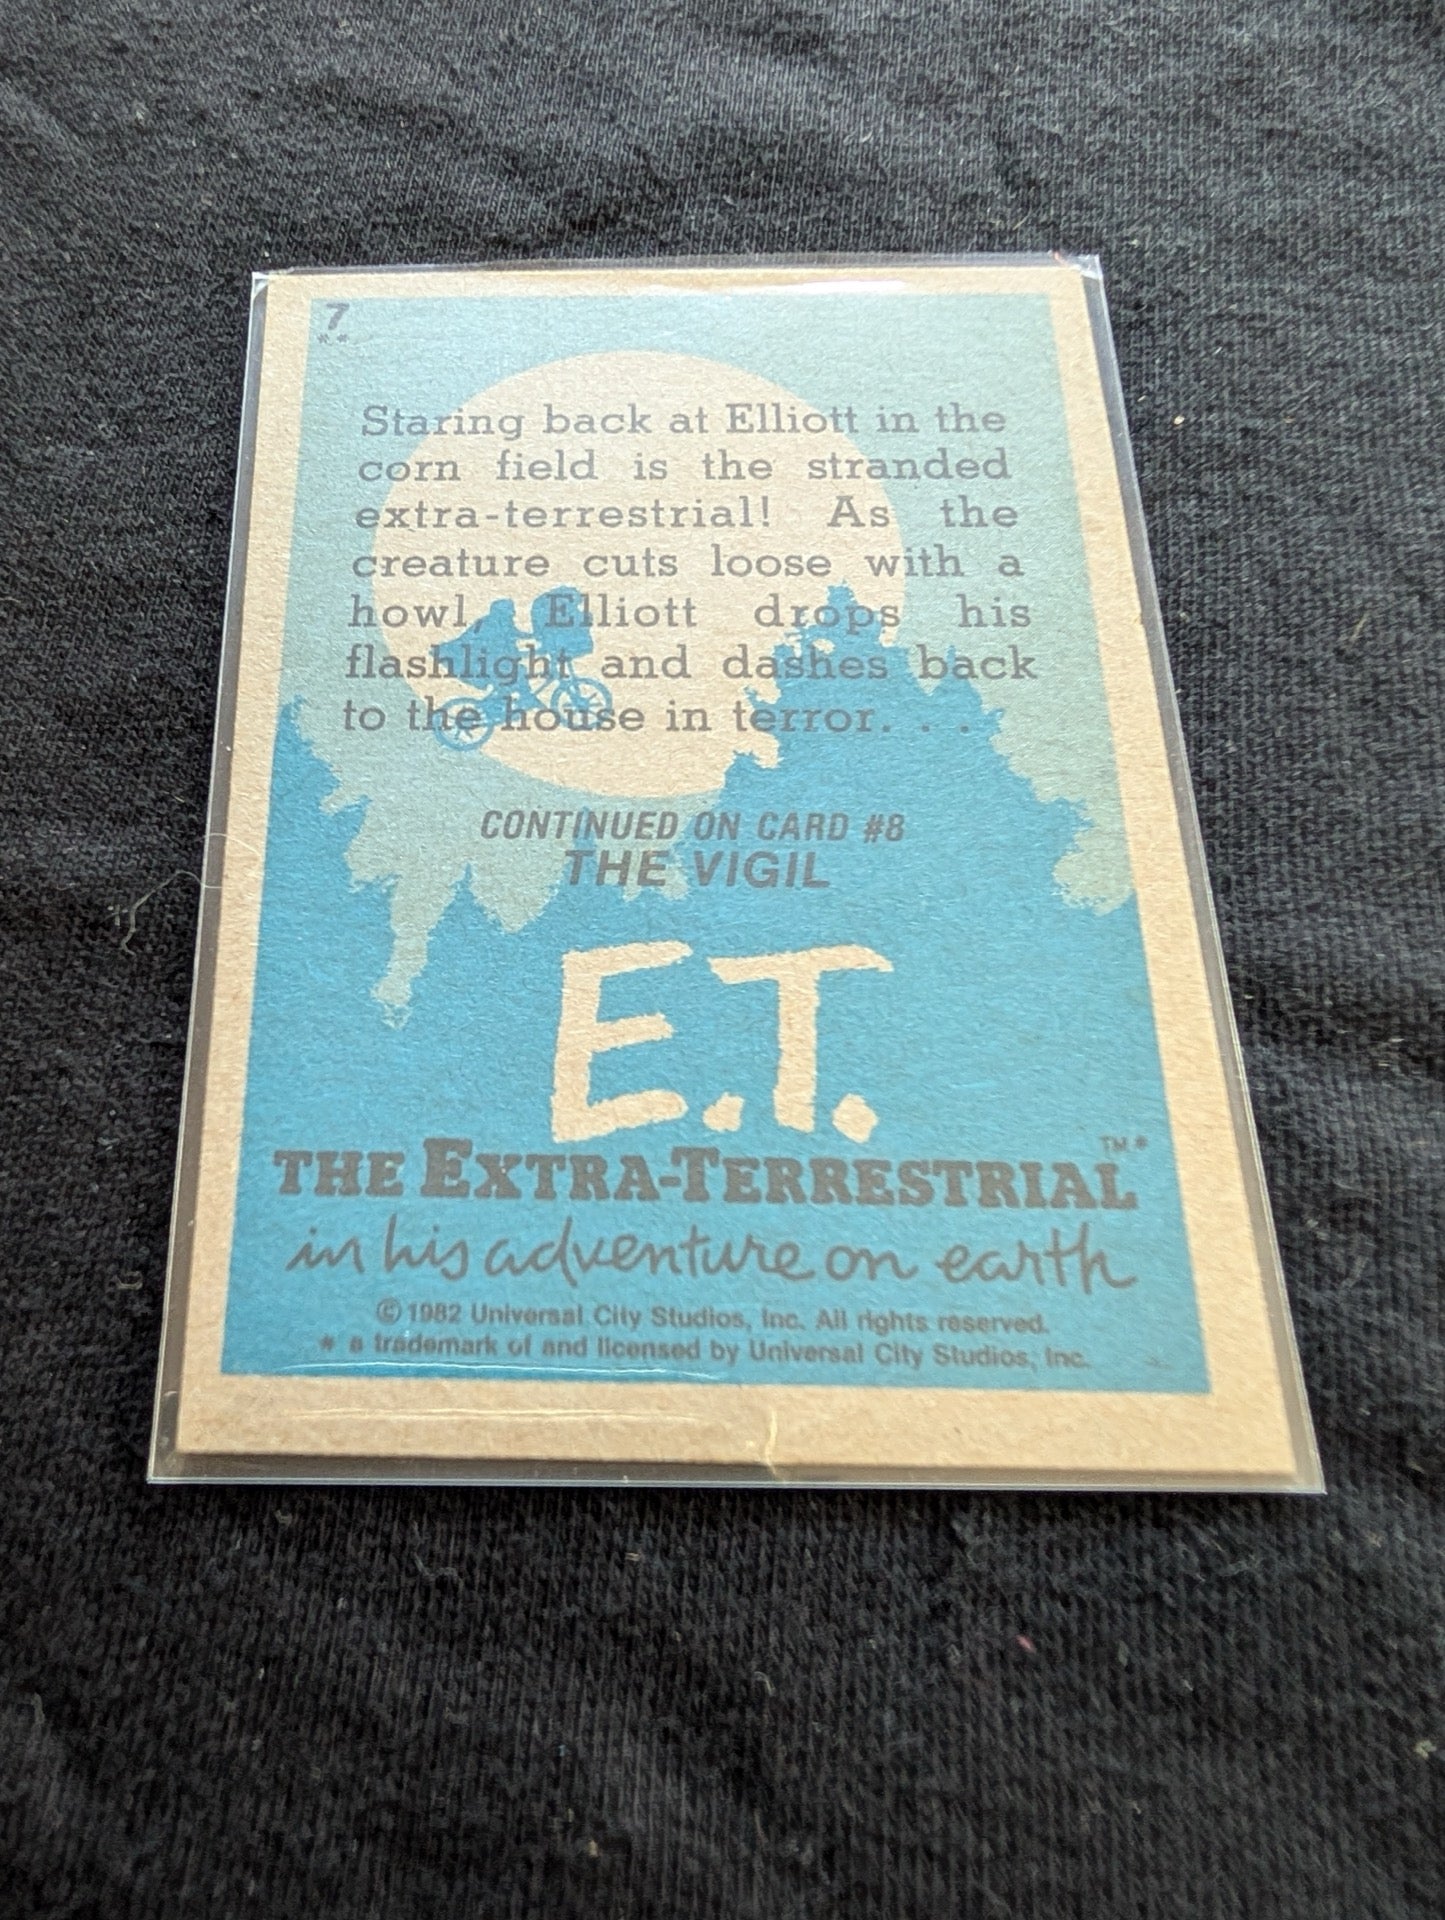 7
**
Staring back at Elliott in the
corn field is the stranded
extra-terrestrial! As the
creature cuts loose with a
howl, Elliott drops his
flashlight and dashes back
to the house in terror. . .
CONTINUED ON CARD #8
THE VIGIL
E.T.
THE EXTRA-TERRESTRIAL™*
in his adventure on earth
© 1982 Universal City Studios, Inc. All rights reserved.
* a trademark of and licensed by Universal City Studios, Inc.